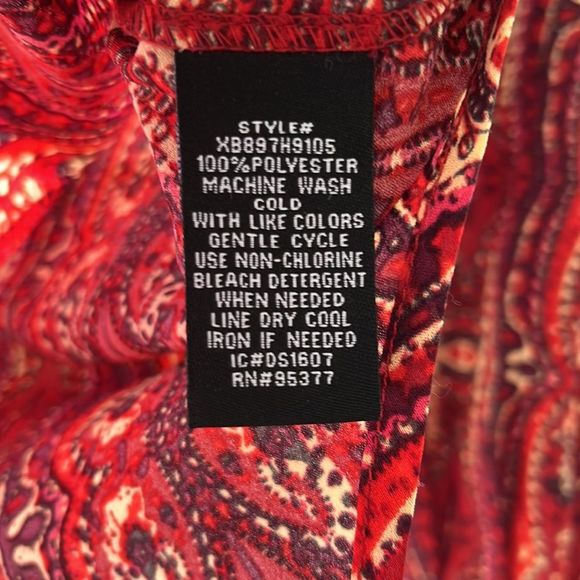 STYLE#
XB897H9105
100%POLYESTER
MACHINE WASH
COLD
WITH LIKE COLORS
GENTLE CYCLE
USE NON-CHLORINE
BLEACH DETERGENT
WHEN NEEDED
LINE DRY COOL
IRON IF NEEDED
IC#DS1607
RN#95377